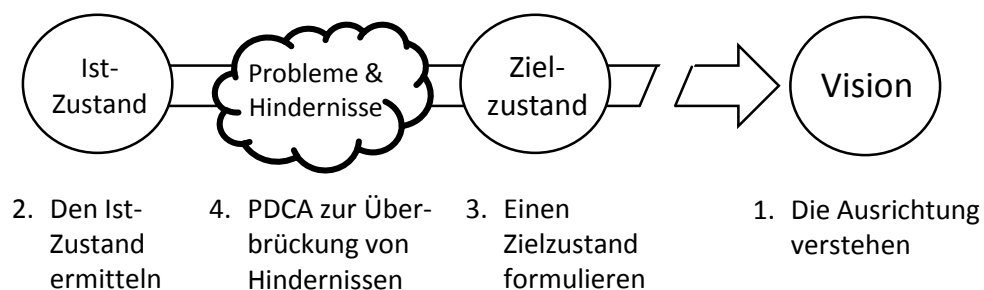 Ist-
Zustand
Probleme &
Hindernisse
Ziel-
zustand
Vision
2. Den Ist-
Zustand
ermitteln
4. PDCA zur Über-
brückung von
Hindernissen
3. Einen
Zielzustand
formulieren
1. Die Ausrichtung
verstehen